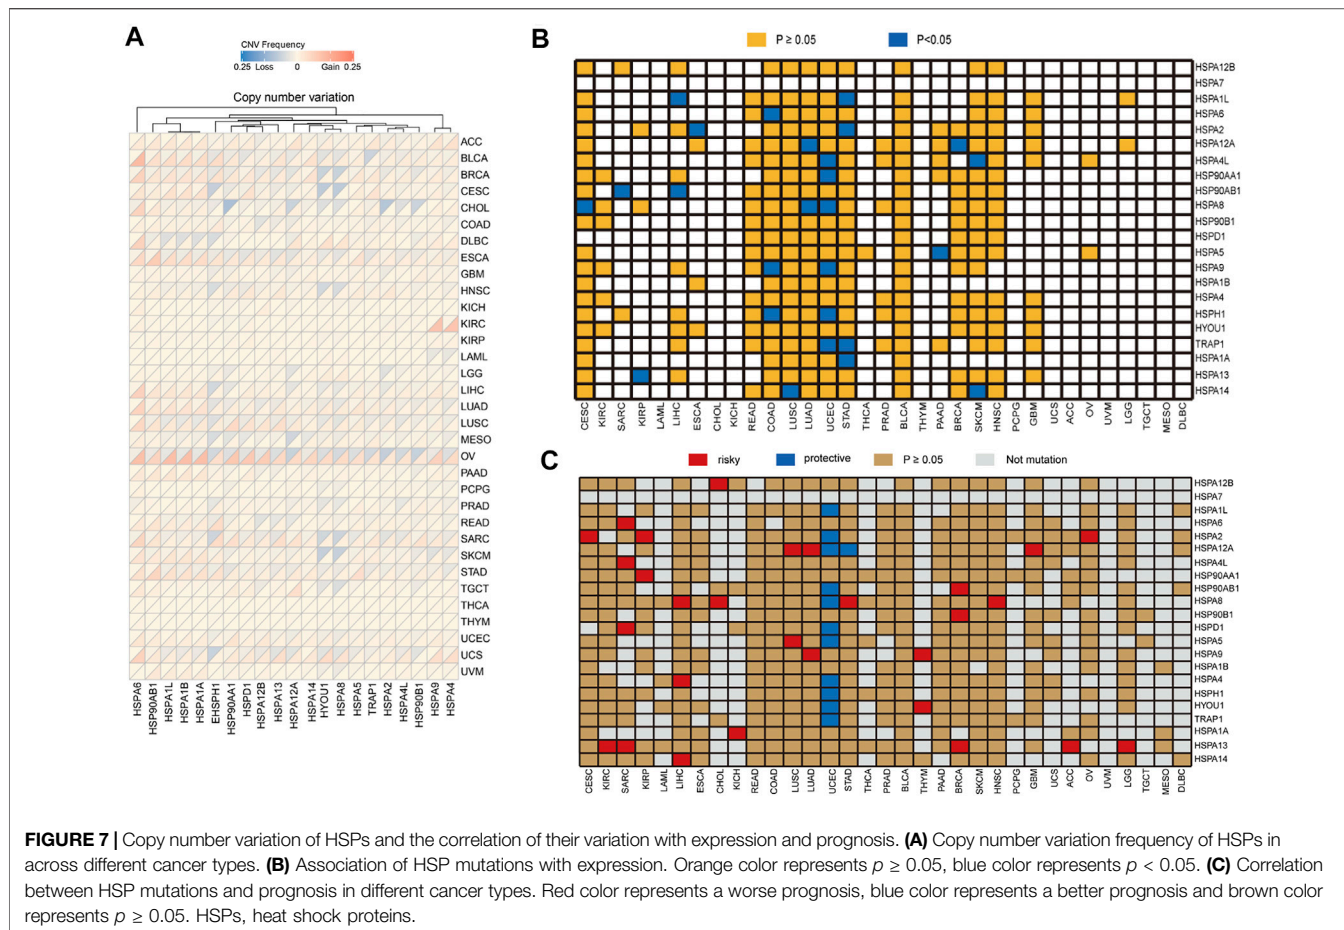 A
CNV Frequency
0.25 Loss 0 Gain 0.25
Copy number variation
ACC
BLCA
BRCA
CESC
CHOL
COAD
DLBC
ESCA
GBM
HNSC
KICH
KIRC
KIRP
LAML
LGG
LIHC
LUAD
LUSC
MESO
OV
PAAD
PCPG
PRAD
READ
SARC
SKCM
STAD
TGCT
THCA
THYM
UCEC
UCS
UVM
HSPA6
HSP90AB1
HSPA1L
HSPA1B
HSPA1A
EHSPH1
HSP90AA1
HSPD1
HSPA12B
HSPA13
HSPA12A
HSPA14
HYOU1
HSPA8
HSPA5
TRAP1
HSPA2
HSPA4L
HSP90B1
HSPA9
HSPA4
B
P ≥ 0.05 P<0.05
HSPA12B
HSPA7
HSPA1L
HSPA6
HSPA2
HSPA12A
HSPA4L
HSP90AA1
HSP90AB1
HSPA8
HSP90B1
HSPD1
HSPA5
HSPA9
HSPA1B
HSPA4
HSPH1
HYOU1
TRAP1
HSPA1A
HSPA13
HSPA14
CESC
KIRC
SARC
KIRP
LAML
LIHC
ESCA
CHOL
KICH
READ
COAD
LUSC
LUAD
UCEC
STAD
THCA
PRAD
BLCA
THYM
PAAD
BRCA
SKCM
HNSC
PCPG
GBM
UCS
ACC
OV
UVM
LGG
TGCT
MESO
DLBC
C
risky protective P ≥ 0.05 Not mutation
HSPA12B
HSPA7
HSPA1L
HSPA6
HSPA2
HSPA12A
HSPA4L
HSP90AA1
HSP90AB1
HSPA8
HSP90B1
HSPD1
HSPA5
HSPA9
HSPA1B
HSPA4
HSPH1
HYOU1
TRAP1
HSPA1A
HSPA13
HSPA14
CESC
KIRC
SARC
KIRP
LAML
LIHC
ESCA
CHOL
KICH
READ
COAD
LUSC
LUAD
UCEC
STAD
THCA
PRAD
BLCA
THYM
PAAD
BRCA
SKCM
HNSC
PCPG
GBM
UCS
ACC
OV
UVM
LGG
TGCT
MESO
DLBC
FIGURE 7 | Copy number variation of HSPs and the correlation of their variation with expression and prognosis. (A) Copy number variation frequency of HSPs in
across different cancer types. (B) Association of HSP mutations with expression. Orange color represents p ≥ 0.05, blue color represents p < 0.05. (C) Correlation
between HSP mutations and prognosis in different cancer types. Red color represents a worse prognosis, blue color represents a better prognosis and brown color
represents p ≥ 0.05. HSPs, heat shock proteins.